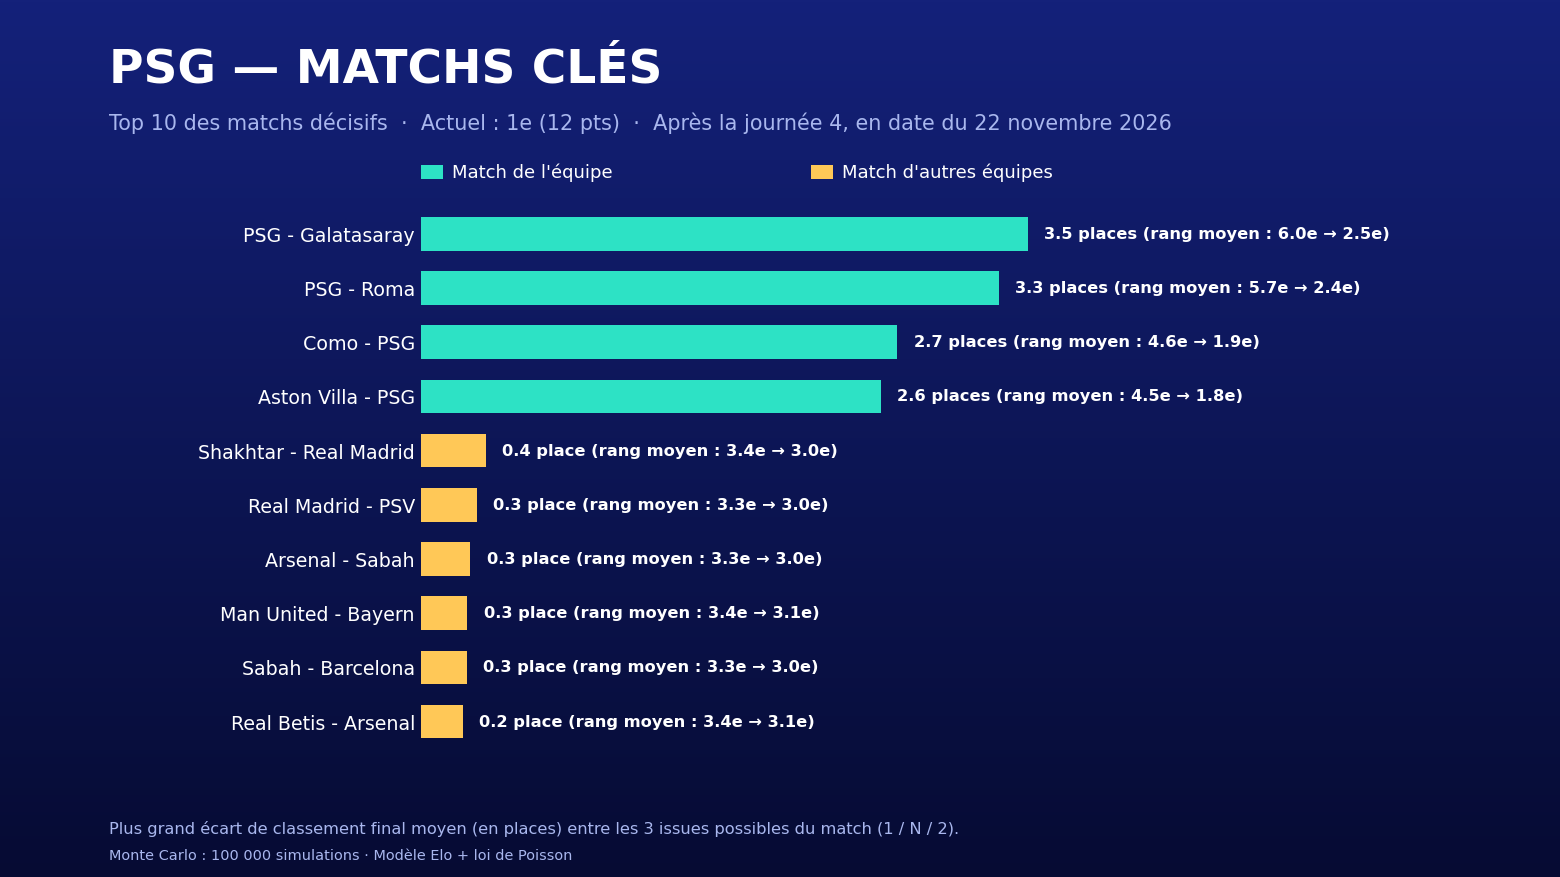 PSG — MATCHS CLÉS
Top 10 des matchs décisifs · Actuel : 1e (12 pts) · Après la journée 4, en date du 22 novembre 2026
Match de l'équipe
Match d'autres équipes
PSG - Galatasaray 3.5 places (rang moyen : 6.0e → 2.5e)
PSG - Roma 3.3 places (rang moyen : 5.7e → 2.4e)
Como - PSG 2.7 places (rang moyen : 4.6e → 1.9e)
Aston Villa - PSG 2.6 places (rang moyen : 4.5e → 1.8e)
Shakhtar - Real Madrid 0.4 place (rang moyen : 3.4e → 3.0e)
Real Madrid - PSV 0.3 place (rang moyen : 3.3e → 3.0e)
Arsenal - Sabah 0.3 place (rang moyen : 3.3e → 3.0e)
Man United - Bayern 0.3 place (rang moyen : 3.4e → 3.1e)
Sabah - Barcelona 0.3 place (rang moyen : 3.3e → 3.0e)
Real Betis - Arsenal 0.2 place (rang moyen : 3.4e → 3.1e)
Plus grand écart de classement final moyen (en places) entre les 3 issues possibles du match (1 / N / 2).
Monte Carlo : 100 000 simulations · Modèle Elo + loi de Poisson